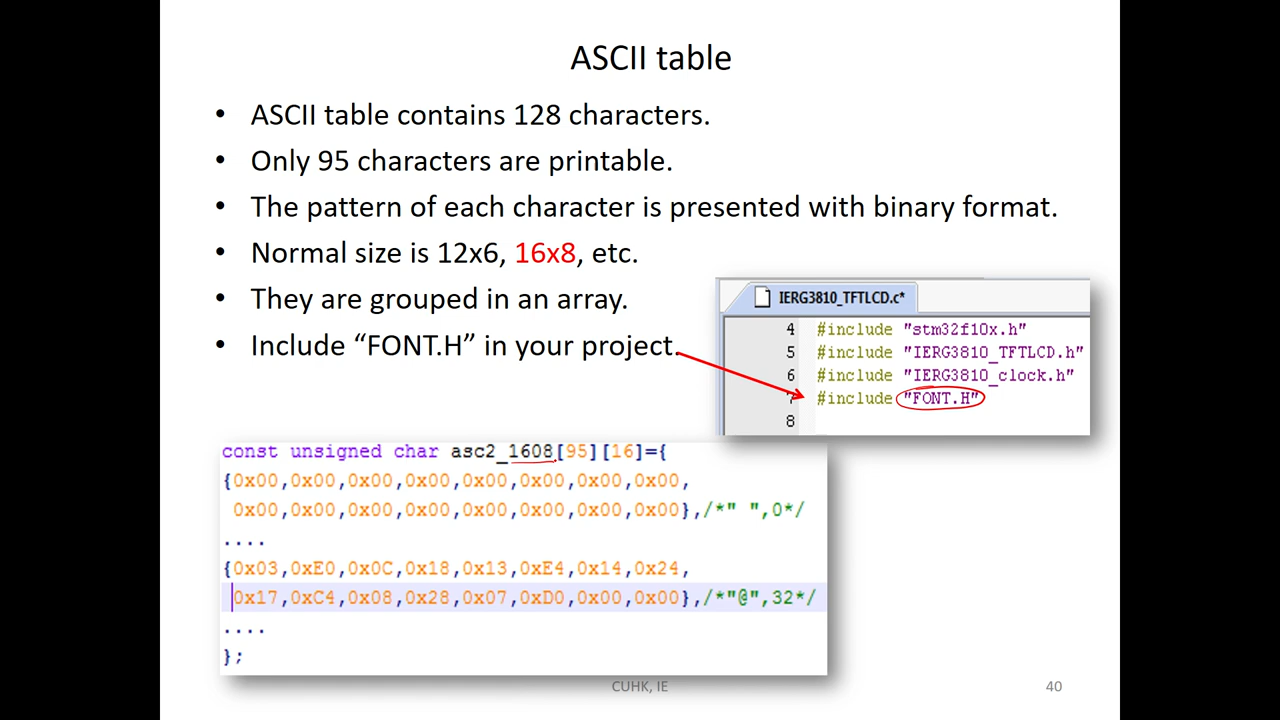 ASCII table
• ASCII table contains 128 characters.
• Only 95 characters are printable.
• The pattern of each character is presented with binary format.
• Normal size is 12x6, 16x8, etc.
• They are grouped in an array.
• Include “FONT.H” in your project.
IERG3810_TFTLCD.c*
4 #include "stm32f10x.h"
5 #include "IERG3810_TFTLCD.h"
6 #include "IERG3810_clock.h"
7 #include "FONT.H"
8
const unsigned char asc2_1608[95][16]={
{0x00,0x00,0x00,0x00,0x00,0x00,0x00,0x00,
0x00,0x00,0x00,0x00,0x00,0x00,0x00,0x00},/*" ",0*/
....
{0x03,0xE0,0x0C,0x18,0x13,0xE4,0x14,0x24,
0x17,0xC4,0x08,0x28,0x07,0xD0,0x00,0x00},/*"@",32*/
....
};
CUHK, IE
40